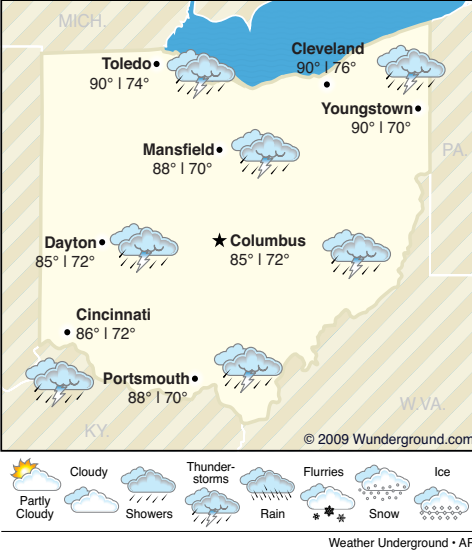 MICH.
Toledo
90° | 74°
Cleveland
90° | 76°
Youngstown
90° | 70°
Mansfield
88° | 70°
PA.
Dayton
85° | 72°
Columbus
85° | 72°
Cincinnati
86° | 72°
Portsmouth
88° | 70°
W.VA.
KY.
© 2009 Wunderground.com
Partly
Cloudy
Cloudy
Showers
Thunder-
storms
Rain
Flurries
Snow
Ice
Weather Underground • AP